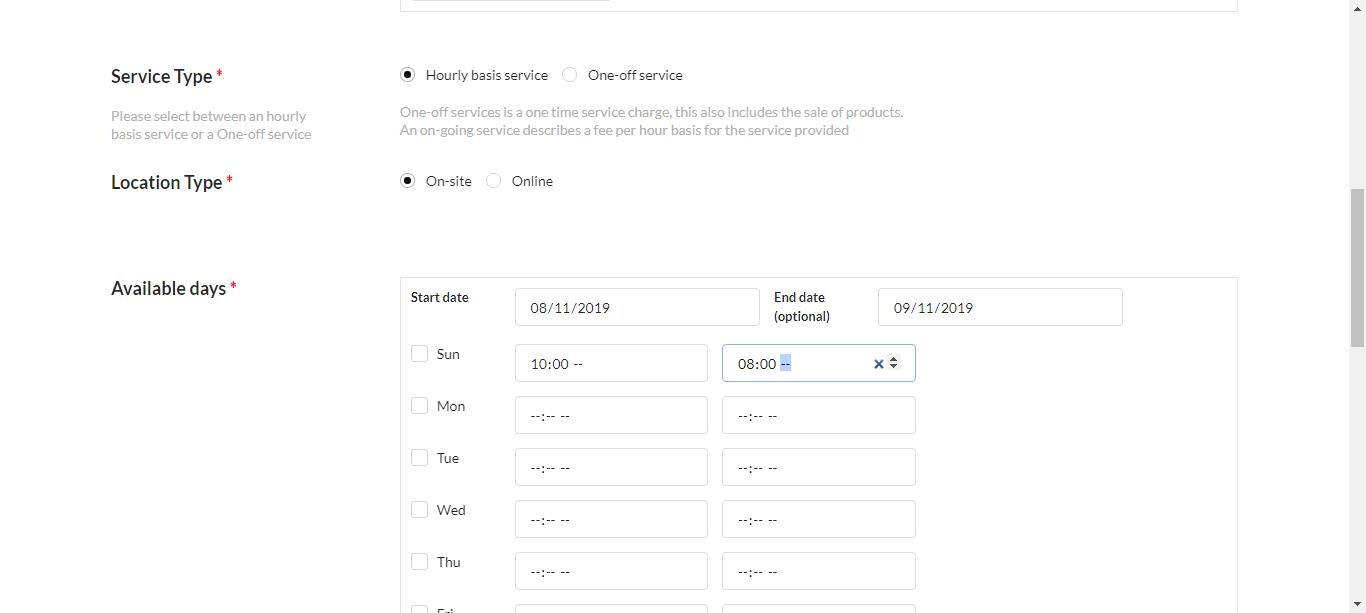 Service Type *
Hourly basis service One-off service
Please select between an hourly
basis service or a One-off service
One-off services is a one time service charge, this also includes the sale of products.
An on-going service describes a fee per hour basis for the service provided
Location Type *
On-site Online
Available days *
Start date 08/11/2019 End date
(optional) 09/11/2019
Sun 10:00 -- 08:00 --
Mon --:-- -- --:-- --
Tue --:-- -- --:-- --
Wed --:-- -- --:-- --
Thu --:-- -- --:-- --
Fri